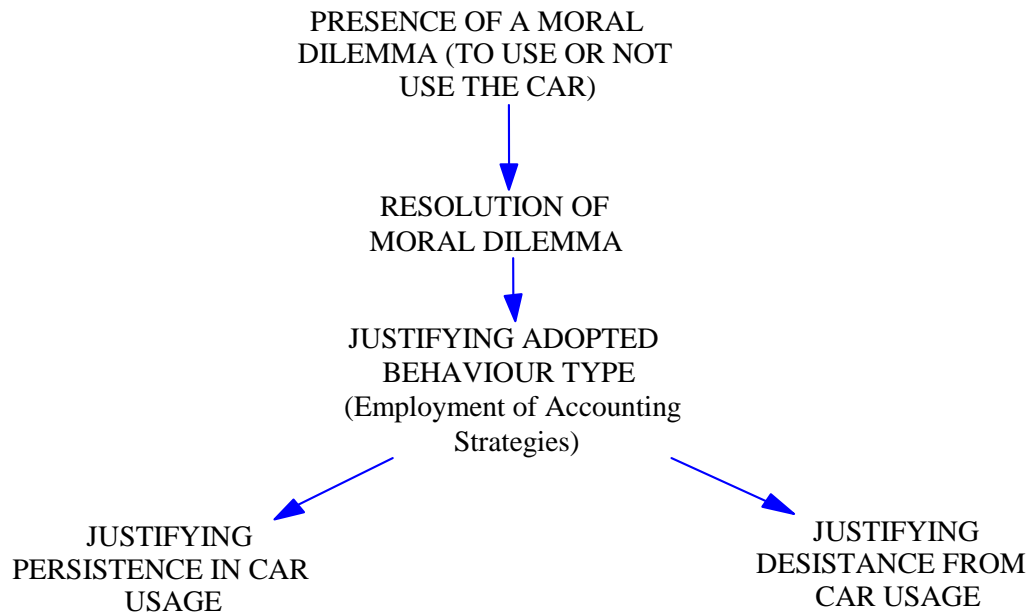 PRESENCE OF A MORAL
DILEMMA (TO USE OR NOT
USE THE CAR)
RESOLUTION OF
MORAL DILEMMA
JUSTIFYING ADOPTED
BEHAVIOUR TYPE
(Employment of Accounting
Strategies)
JUSTIFYING
PERSISTENCE IN CAR
USAGE
JUSTIFYING
DESISTANCE FROM
CAR USAGE